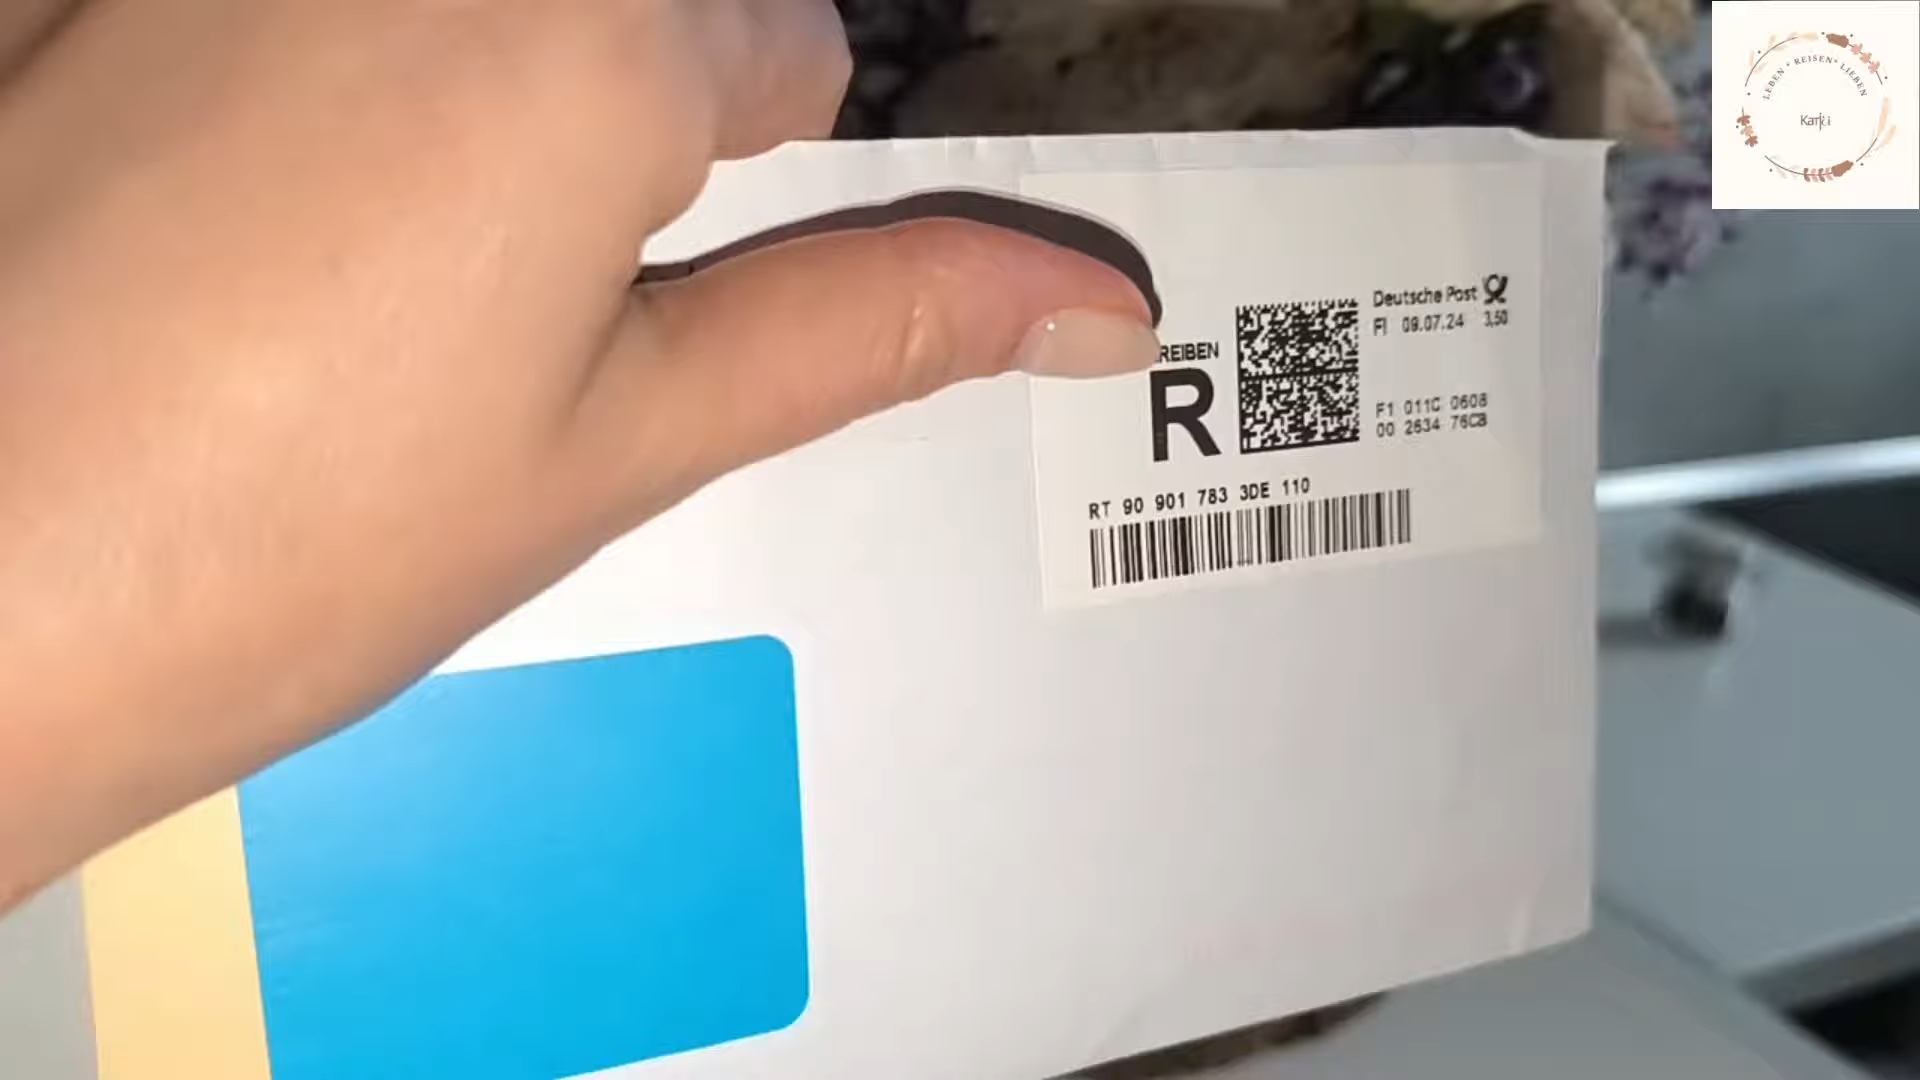 LEBEN * REISEN* LIEBEN
Karki
Deutsche Post
FI 09.07.24 3,50
REIBEN
R
F1 011C 0608
00 2634 76CB
RT 90 901 783 3DE 110